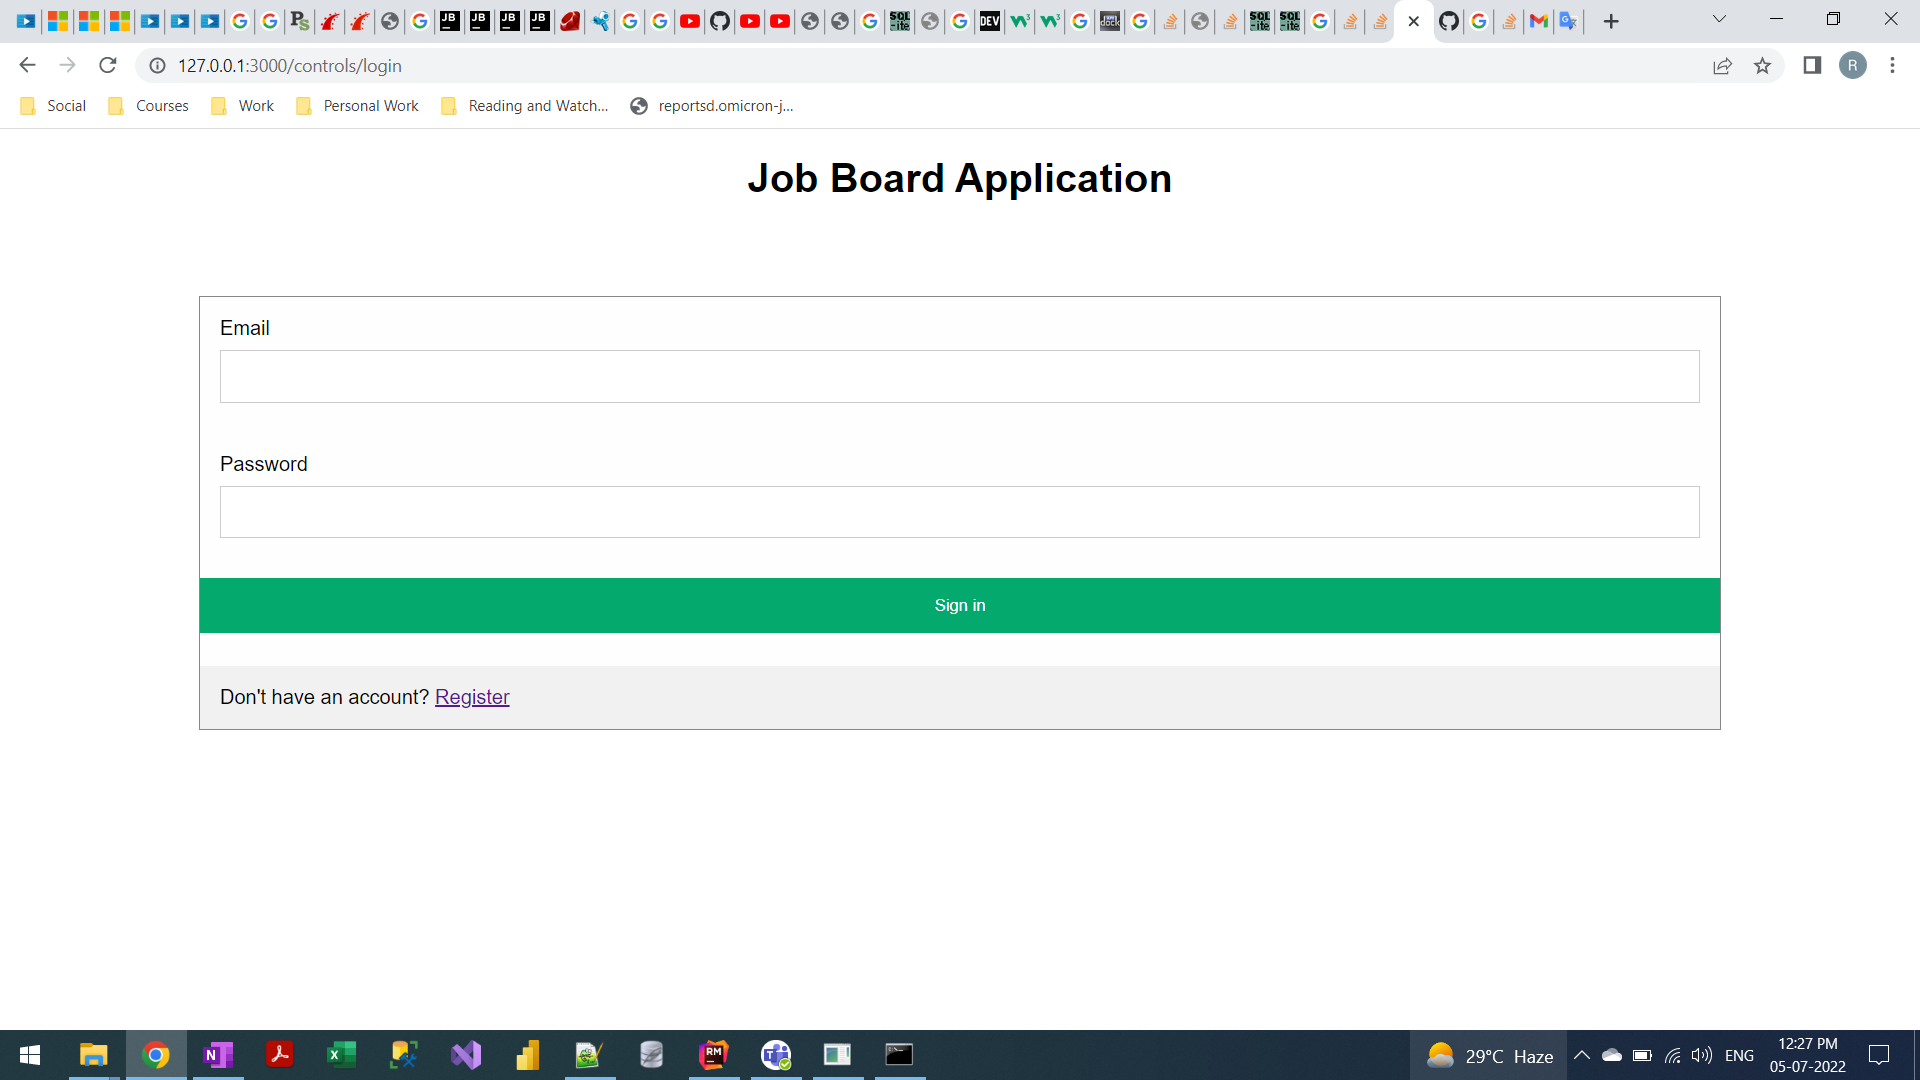 127.0.0.1:3000/controls/login
R
Social
Courses
Work
Personal Work
Reading and Watch...
reportsd.omicron-j...
Job Board Application
Email
Password
Sign in
Don't have an account? Register
29°C Haze
ENG
12:27 PM
05-07-2022